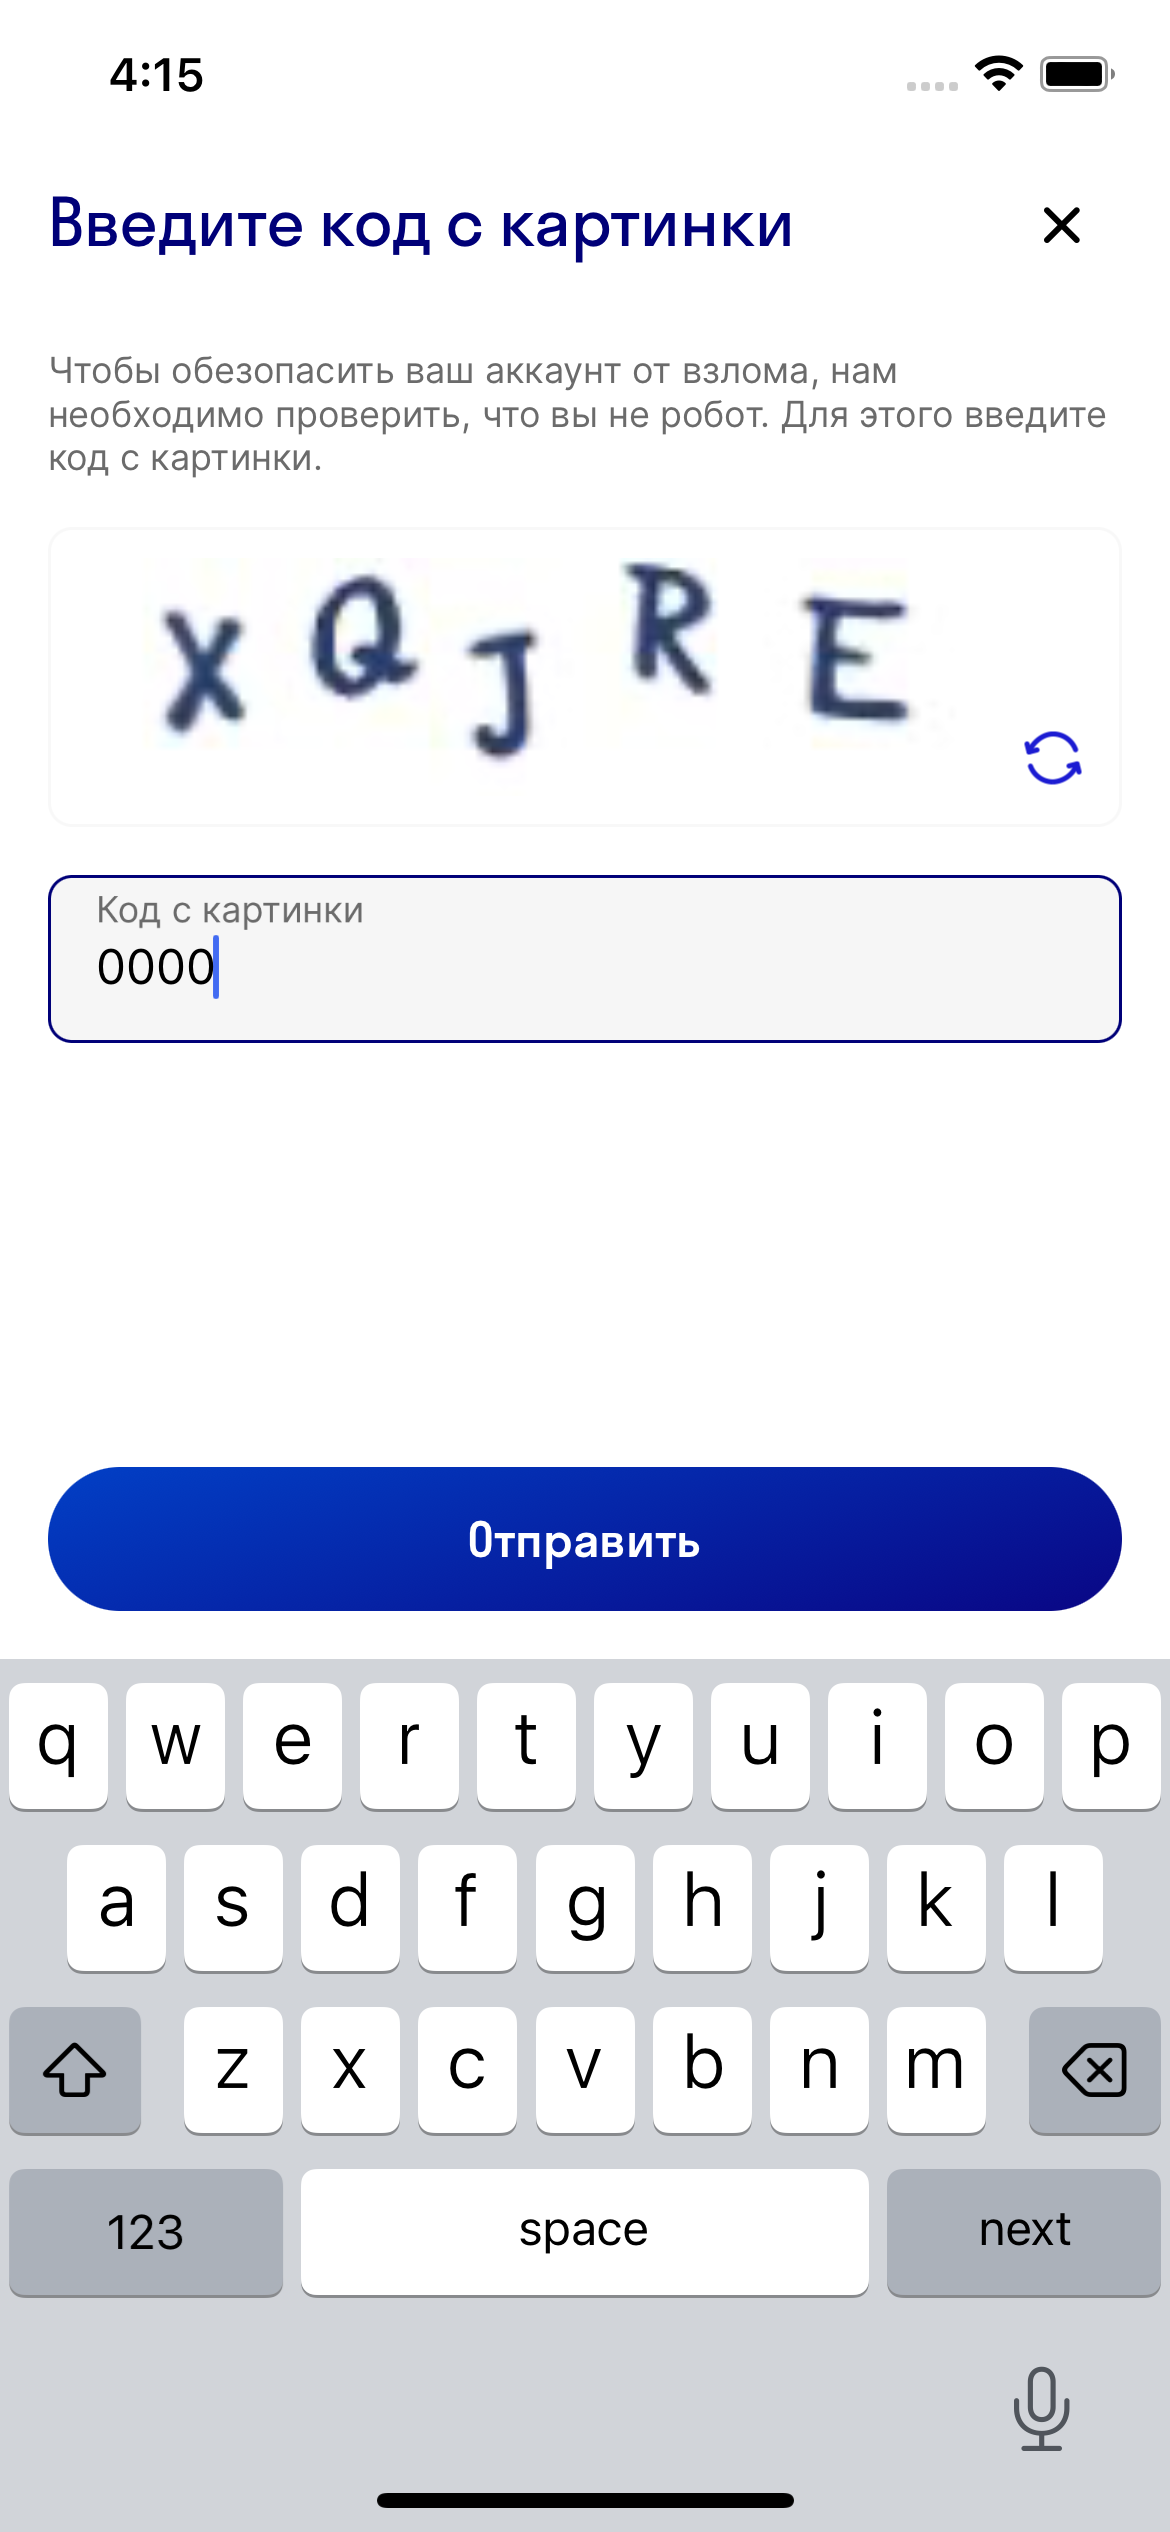 4:15
Введите код с картинки
Чтобы обезопасить ваш аккаунт от взлома, нам
необходимо проверить, что вы не робот. Для этого введите
код с картинки.
X Q J R E
Код с картинки
0000
Отправить
q w e r t y u i o p
a s d f g h j k l
z x c v b n m
123 space next